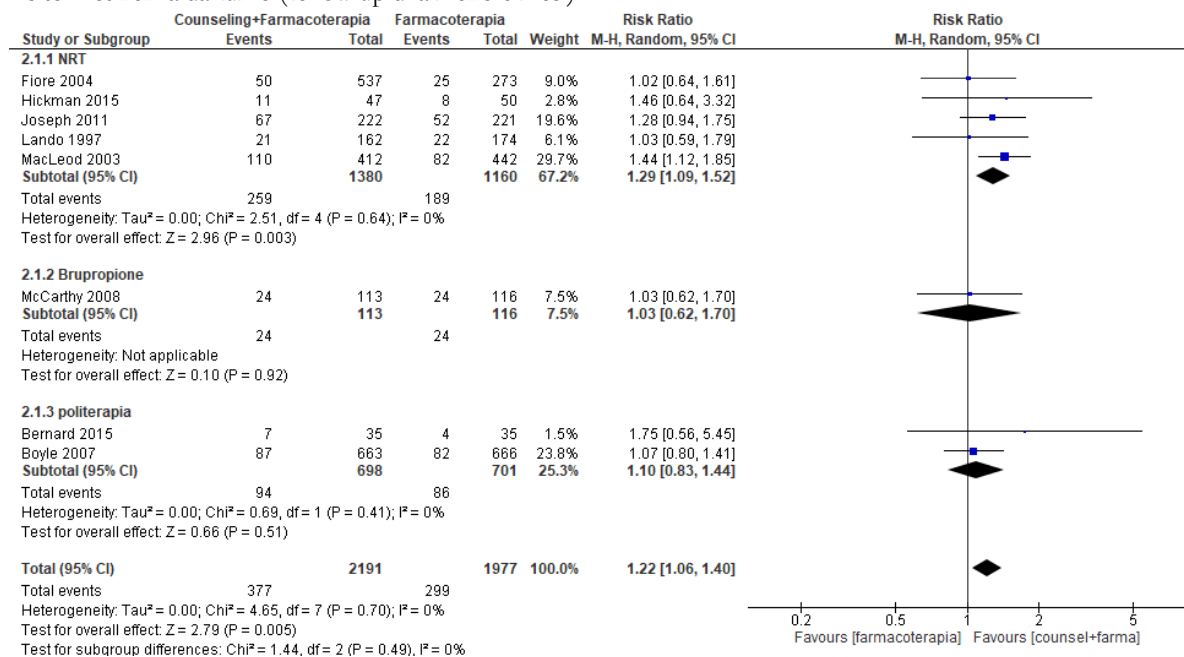 Counseling+Farmacoterapia Farmacoterapia Risk Ratio Risk Ratio
Study or Subgroup Events Total Events Total Weight M-H, Random, 95% CI M-H, Random, 95% CI
2.1.1 NRT
Fiore 2004 50 537 25 273 9.0% 1.02 [0.64, 1.61]
Hickman 2015 11 47 8 50 2.8% 1.46 [0.64, 3.32]
Joseph 2011 67 222 52 221 19.6% 1.28 [0.94, 1.75]
Lando 1997 21 162 22 174 6.1% 1.03 [0.59, 1.79]
MacLeod 2003 110 412 82 442 29.7% 1.44 [1.12, 1.85]
Subtotal (95% CI) 1380 1160 67.2% 1.29 [1.09, 1.52]
Total events 259 189
Heterogeneity: Tau² = 0.00; Chi² = 2.51, df = 4 (P = 0.64); I² = 0%
Test for overall effect: Z = 2.96 (P = 0.003)
2.1.2 Brupropione
McCarthy 2008 24 113 24 116 7.5% 1.03 [0.62, 1.70]
Subtotal (95% CI) 113 116 7.5% 1.03 [0.62, 1.70]
Total events 24 24
Heterogeneity: Not applicable
Test for overall effect: Z = 0.10 (P = 0.92)
2.1.3 politerapia
Bernard 2015 7 35 4 35 1.5% 1.75 [0.56, 5.45]
Boyle 2007 87 663 82 666 23.8% 1.07 [0.80, 1.41]
Subtotal (95% CI) 698 701 25.3% 1.10 [0.83, 1.44]
Total events 94 86
Heterogeneity: Tau² = 0.00; Chi² = 0.69, df = 1 (P = 0.41); I² = 0%
Test for overall effect: Z = 0.66 (P = 0.51)
Total (95% CI) 2191 1977 100.0% 1.22 [1.06, 1.40]
Total events 377 299
Heterogeneity: Tau² = 0.00; Chi² = 4.65, df = 7 (P = 0.70); I² = 0%
Test for overall effect: Z = 2.79 (P = 0.005)
Test for subgroup differences: Chi² = 1.44, df = 2 (P = 0.49), I² = 0%
0.2 0.5 1 2 5
Favours [farmacoterapia] Favours [counsel+farma]